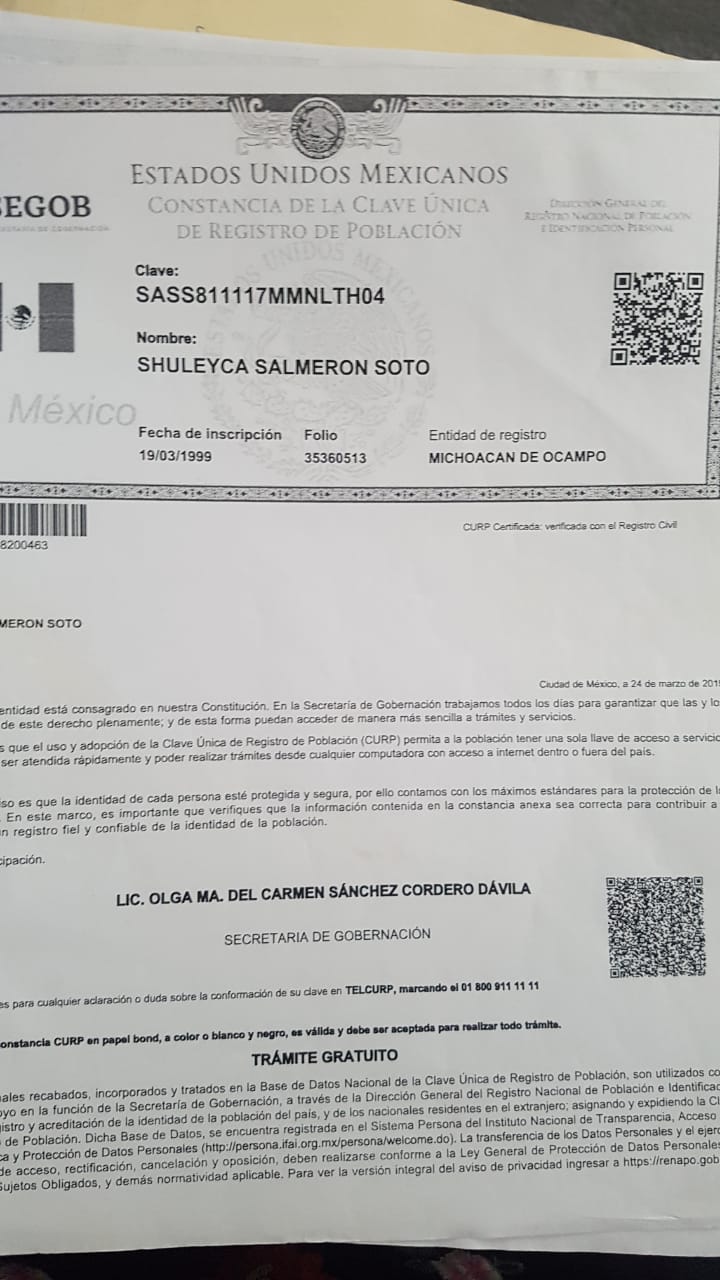 ESTADOS UNIDOS MEXICANOS
EGOB
CONSTANCIA DE LA CLAVE ÚNICA
DE REGISTRO DE POBLACIÓN
DIRECCIÓN GENERAL DEL
REGISTRO NACIONAL DE POBLACIÓN
E IDENTIFICACIÓN PERSONAL
Clave:
SASS811117MMNLTH04
Nombre:
SHULEYCA SALMERON SOTO
México
Fecha de inscripción Folio Entidad de registro
19/03/1999 35360513 MICHOACAN DE OCAMPO
8200463
CURP Certificada: verificada con el Registro Civil
MERON SOTO
Ciudad de México, a 24 de marzo de 201
entidad está consagrado en nuestra Constitución. En la Secretaría de Gobernación trabajamos todos los días para garantizar que las y lo
de este derecho plenamente; y de esta forma puedan acceder de manera más sencilla a trámites y servicios.
s que el uso y adopción de la Clave Única de Registro de Población (CURP) permita a la población tener una sola llave de acceso a servicio
ser atendida rápidamente y poder realizar trámites desde cualquier computadora con acceso a internet dentro o fuera del país.
iso es que la identidad de cada persona esté protegida y segura, por ello contamos con los máximos estándares para la protección de l
. En este marco, es importante que verifiques que la información contenida en la constancia anexa sea correcta para contribuir a
n registro fiel y confiable de la identidad de la población.
cipación.
LIC. OLGA MA. DEL CARMEN SÁNCHEZ CORDERO DÁVILA
SECRETARIA DE GOBERNACIÓN
es para cualquier aclaración o duda sobre la conformación de su clave en TELCURP, marcando el 01 800 911 11 11
onstancia CURP en papel bond, a color o blanco y negro, es válida y debe ser aceptada para realizar todo trámite.
TRÁMITE GRATUITO
nales recabados, incorporados y tratados en la Base de Datos Nacional de la Clave Única de Registro de Población, son utilizados co
oyo en la función de la Secretaría de Gobernación, a través de la Dirección General del Registro Nacional de Población e Identificac
gistro y acreditación de la identidad de la población del país, y de los nacionales residentes en el extranjero; asignando y expidiendo la Cl
de Población. Dicha Base de Datos, se encuentra registrada en el Sistema Persona del Instituto Nacional de Transparencia, Acceso
ca y Protección de Datos Personales (http://persona.ifai.org.mx/persona/welcome.do). La transferencia de los Datos Personales y el ejerc
de acceso, rectificación, cancelación y oposición, deben realizarse conforme a la Ley General de Protección de Datos Personale
Sujetos Obligados, y demás normatividad aplicable. Para ver la versión integral del aviso de privacidad ingresar a https://renapo.gob